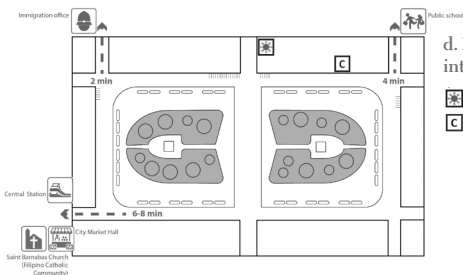 Immigration office
Public school
d.
int
C
2 min
4 min
C
Central Station
6-8 min
City Market Hall
Saint Barnabas Church
(Filipino Catholic
Community)